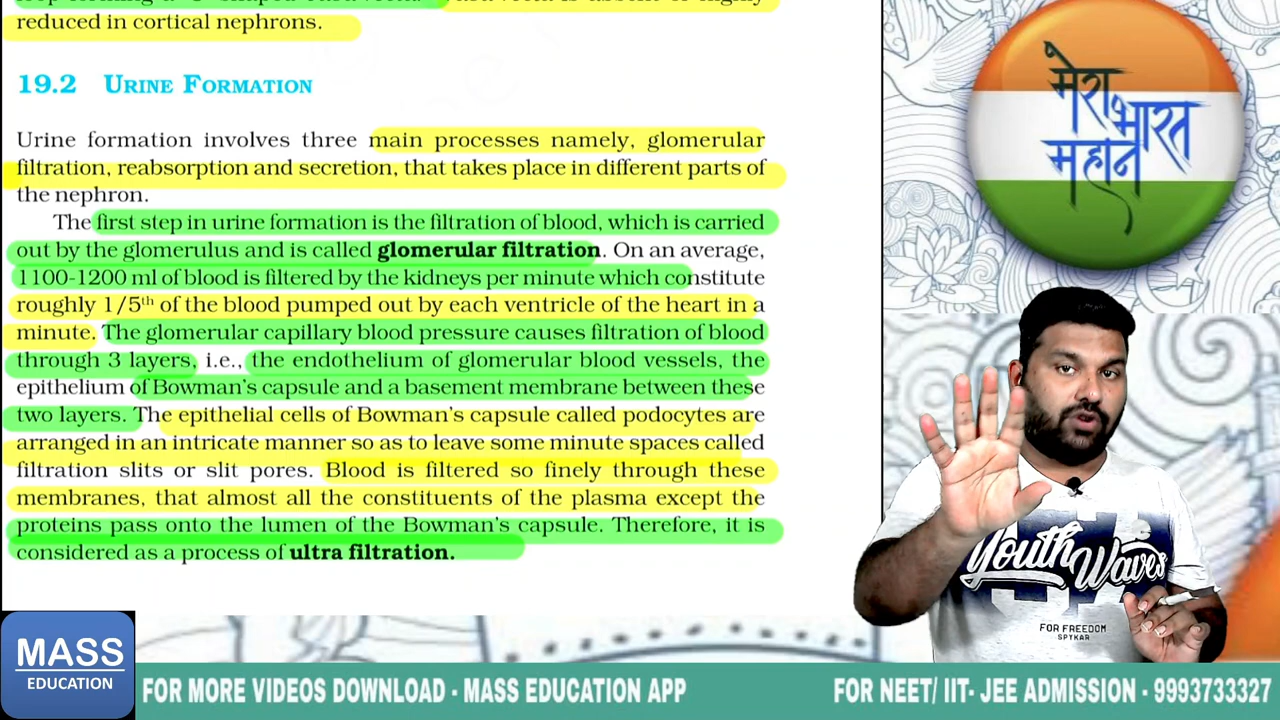 reduced in cortical nephrons.
19.2 URINE FORMATION
Urine formation involves three main processes namely, glomerular
filtration, reabsorption and secretion, that takes place in different parts of
the nephron.
The first step in urine formation is the filtration of blood, which is carried
out by the glomerulus and is called glomerular filtration. On an average,
1100-1200 ml of blood is filtered by the kidneys per minute which constitute
roughly 1/5th of the blood pumped out by each ventricle of the heart in a
minute. The glomerular capillary blood pressure causes filtration of blood
through 3 layers, i.e., the endothelium of glomerular blood vessels, the
epithelium of Bowman's capsule and a basement membrane between these
two layers. The epithelial cells of Bowman's capsule called podocytes are
arranged in an intricate manner so as to leave some minute spaces called
filtration slits or slit pores. Blood is filtered so finely through these
membranes, that almost all the constituents of the plasma except the
proteins pass onto the lumen of the Bowman's capsule. Therefore, it is
considered as a process of ultra filtration.
मेरा
भारत
महान
Youth
Waves
FOR FREEDOM
SPYKAR
MASS
EDUCATION
FOR MORE VIDEOS DOWNLOAD - MASS EDUCATION APP
FOR NEET/ IIT- JEE ADMISSION - 9993733327